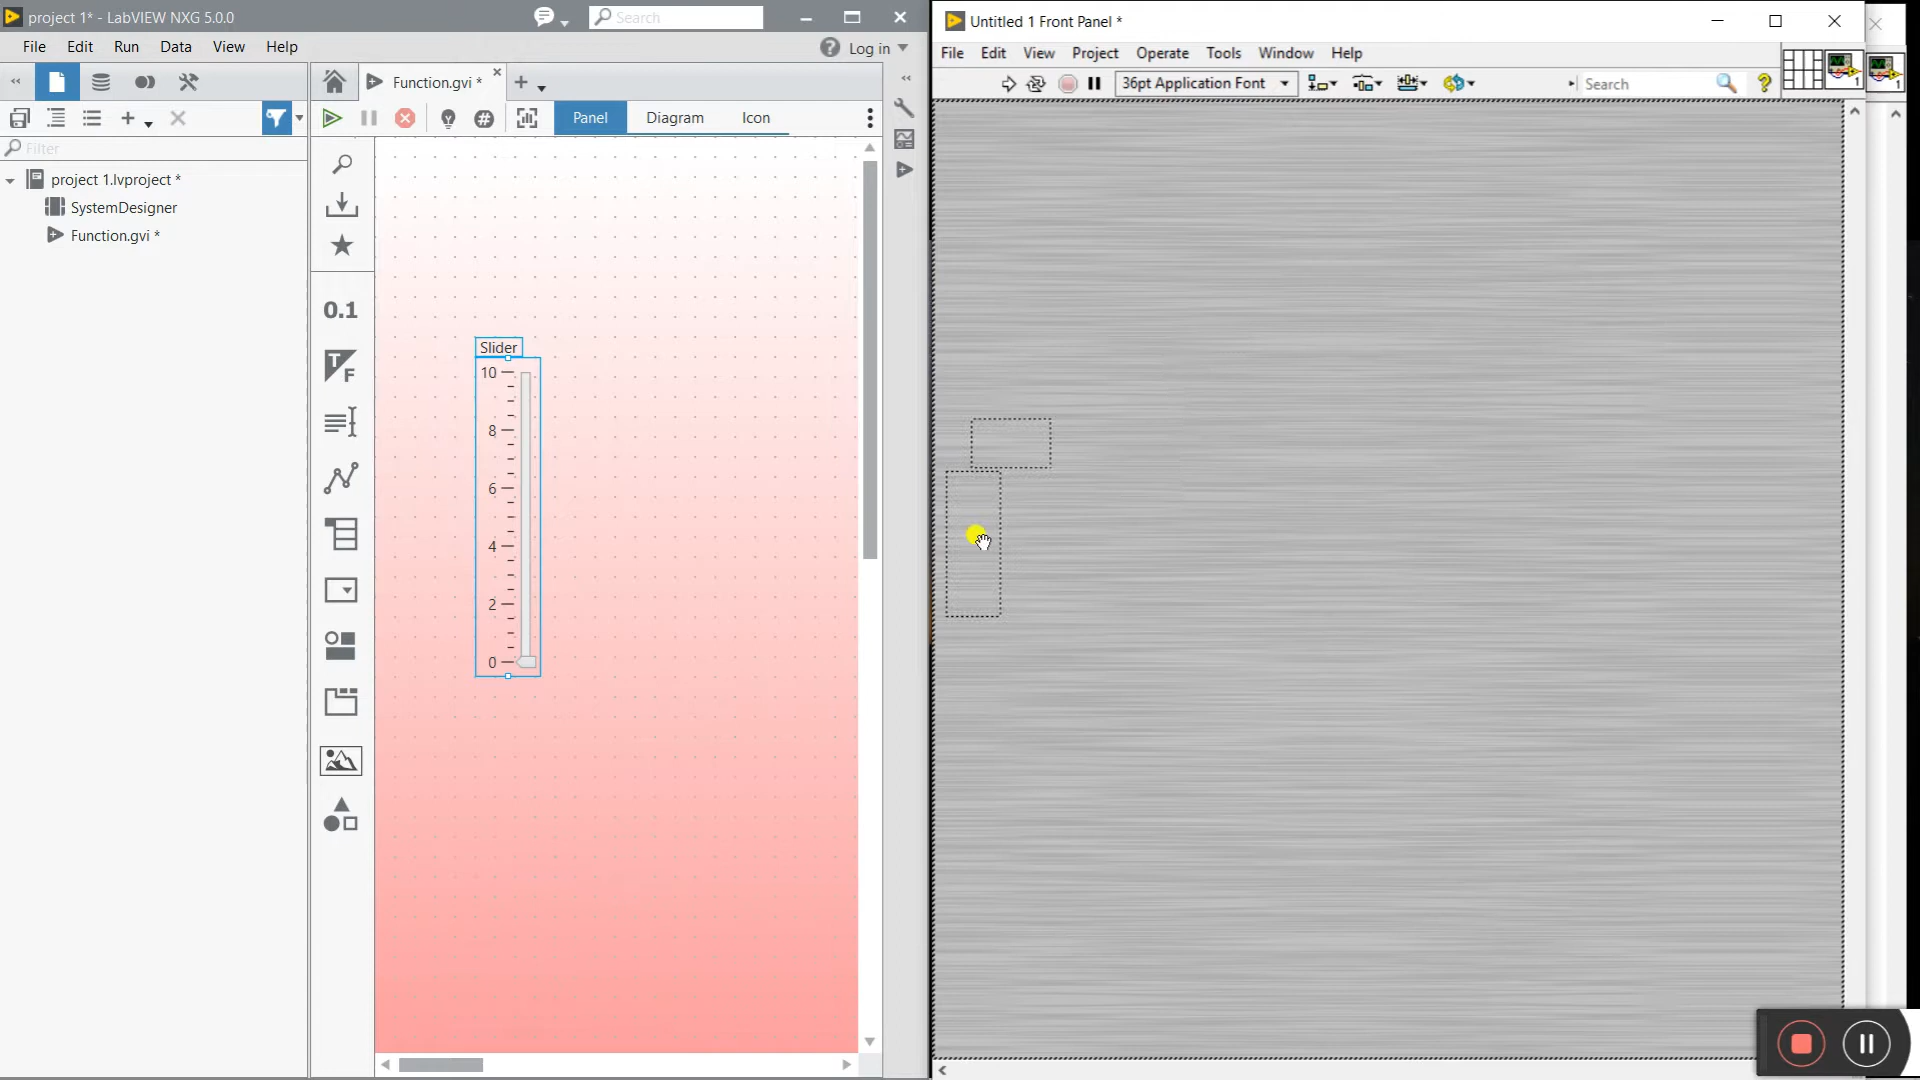 project 1* - LabVIEW NXG 5.0.0
Search
File Edit Run Data View Help
Log in
Function.gvi *
Panel Diagram Icon
Filter
project 1.lvproject *
SystemDesigner
Function.gvi *
0.1
T
F
Slider
10
8
6
4
2
0
Untitled 1 Front Panel *
File Edit View Project Operate Tools Window Help
36pt Application Font
Search
?
1
1